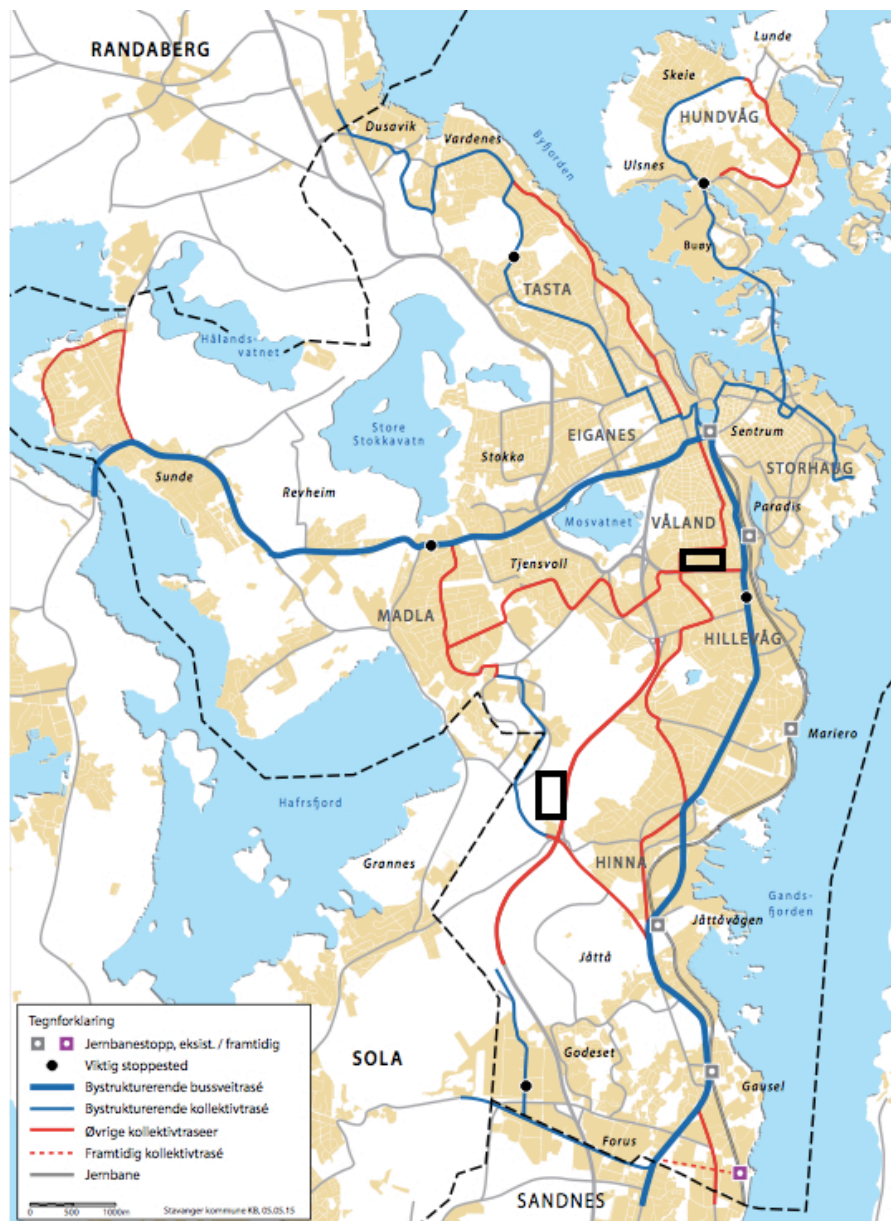 RANDABERG
Lunde
Skeie
HUNDVÅG
Dusavik
Vardenes
Byfjorden
Ulsnes
Buøy
TASTA
Hålands-
vatnet
Store
Stokkavatn
EIGANES
Stokka
Sentrum
STORHAUG
Sunde
Revheim
Mosvatnet
VÅLAND
Paradis
Tjensvoll
MADLA
HILLEVÅG
Mariero
Hafrsfjord
Grannes
HINNA
Gands-
fjorden
Jåttåvågen
Jåttå
SOLA
Godeset
Gausel
Forus
SANDNES
Tegnforklaring
Jernbanestopp, eksist. / framtidig
Viktig stoppested
Bystrukturerende bussveitrasé
Bystrukturerende kollektivtrasé
Øvrige kollektivtraseer
Framtidig kollektivtrasé
Jernbane
0 500 1000m
Stavanger kommune KB, 05.05.15